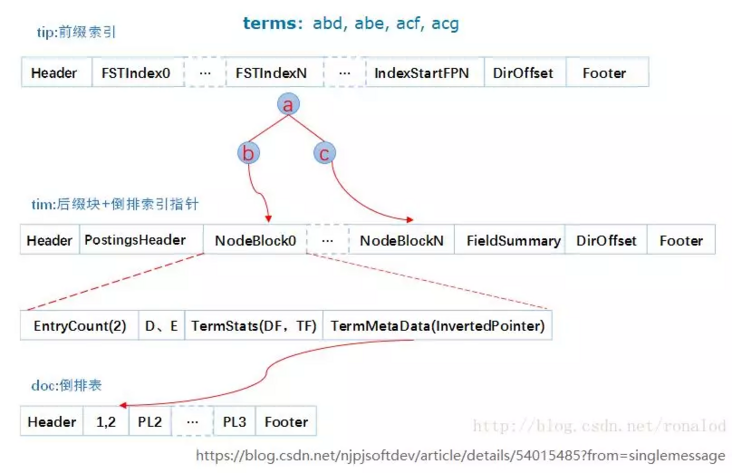 terms: abd, abe, acf, acg
tip:前缀索引
Header FSTIndex0 ... FSTIndexN ... IndexStartFPN DirOffset Footer
a
b c
tim:后缀块+倒排索引指针
Header PostingsHeader NodeBlock0 ... NodeBlockN FieldSummary DirOffset Footer
EntryCount(2) D、E TermStats(DF，TF) TermMetaData(InvertedPointer)
doc:倒排表
Header 1,2 PL2 ... PL3 Footer
http://blog.csdn.net/ronalod
https://blog.csdn.net/njpjsoftdev/article/details/54015485?from=singlemessage